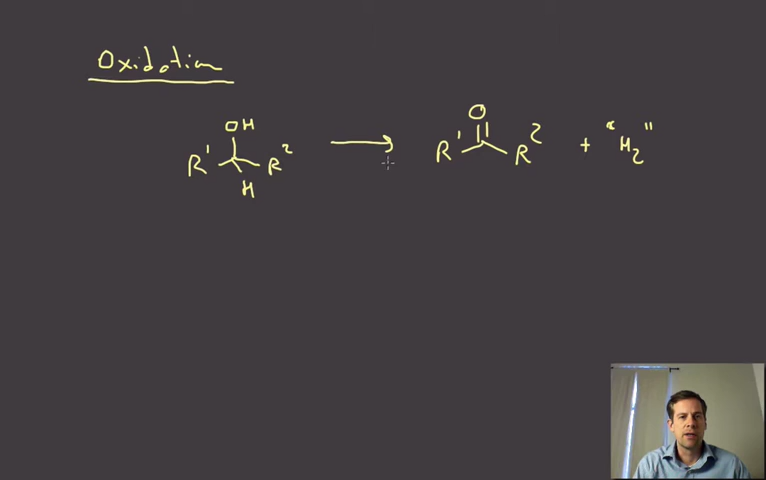 Oxidation
OH O
R¹ R² → R¹ R² + "H₂"
H